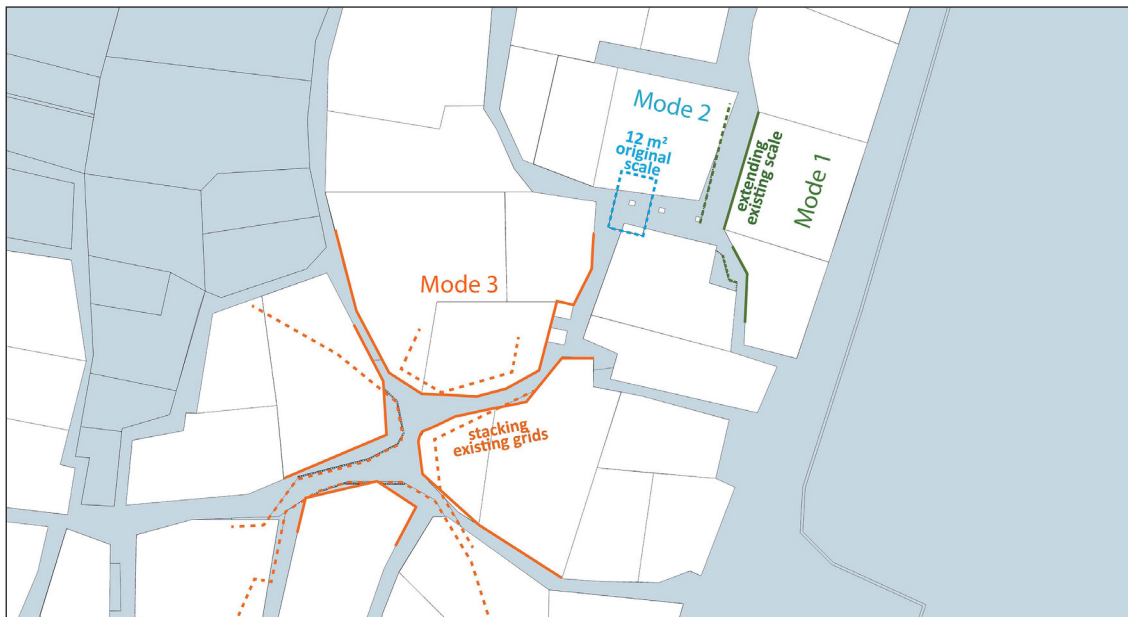 Mode 2
12 m²
original
scale
extending
existing scale
Mode 1
Mode 3
stacking
existing grids